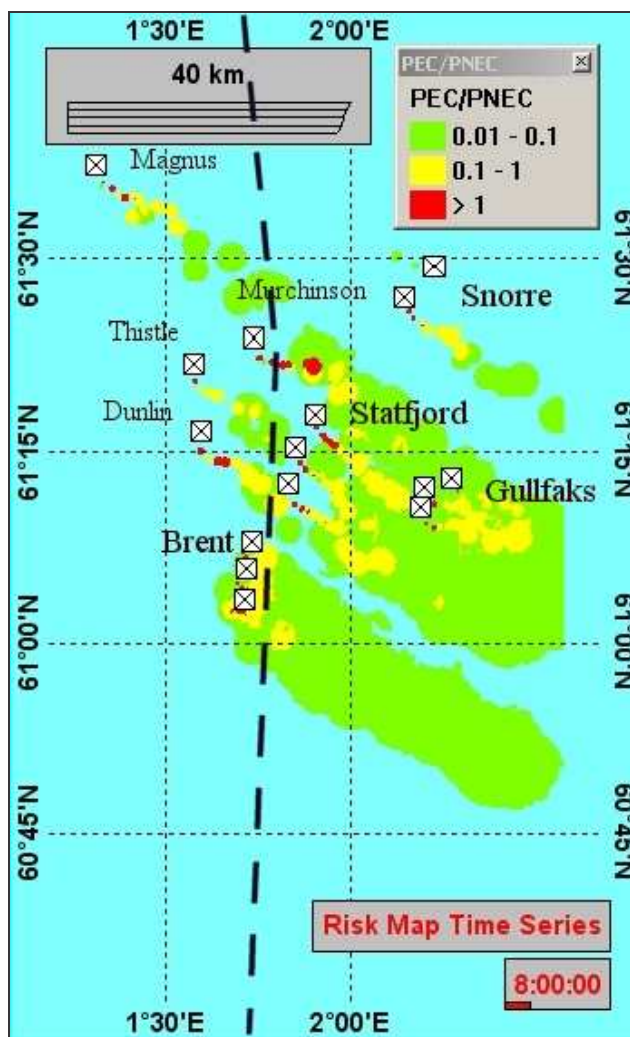 1°30'E 2°00'E
40 km
PEC/PNEC
PEC/PNEC
0.01 - 0.1
0.1 - 1
> 1
Magnus
61°30'N
61°30'N
Murchinson
Snorre
Thistle
Dunlin
Statfjord
61°15'N
61°15'N
Gullfaks
Brent
61°00'N
61°00'N
60°45'N
60°45'N
Risk Map Time Series
8:00:00
1°30'E 2°00'E